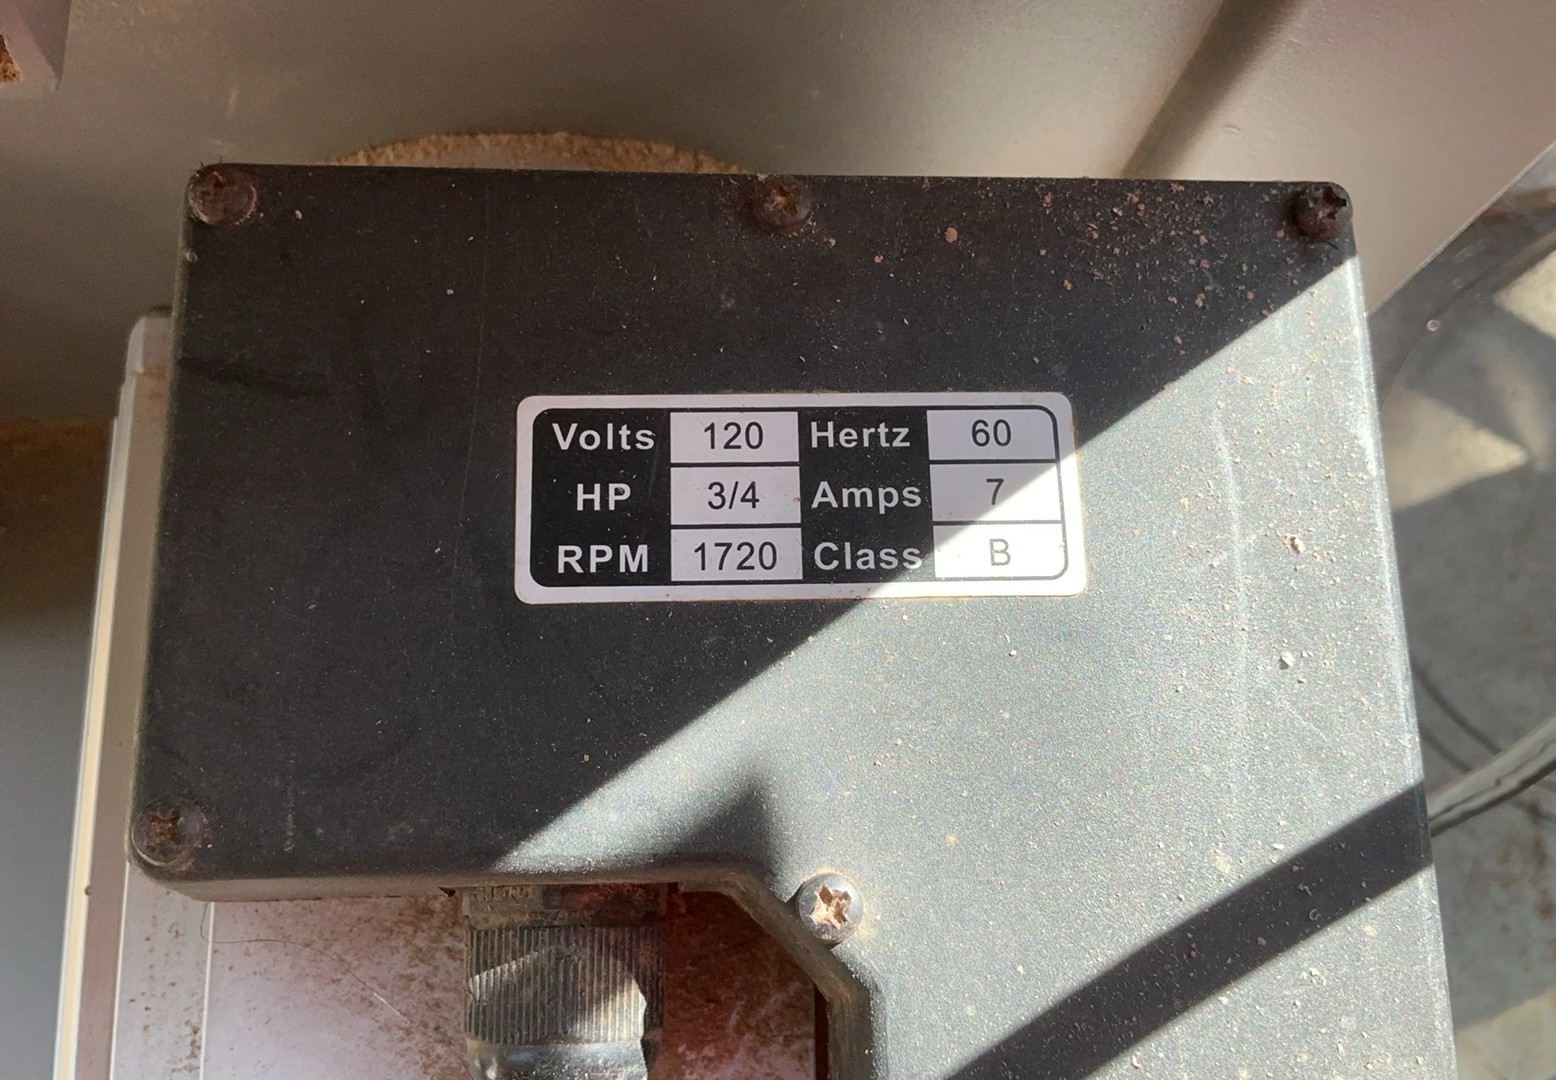 Volts 120 Hertz 60
HP 3/4 Amps 7
RPM 1720 Class B